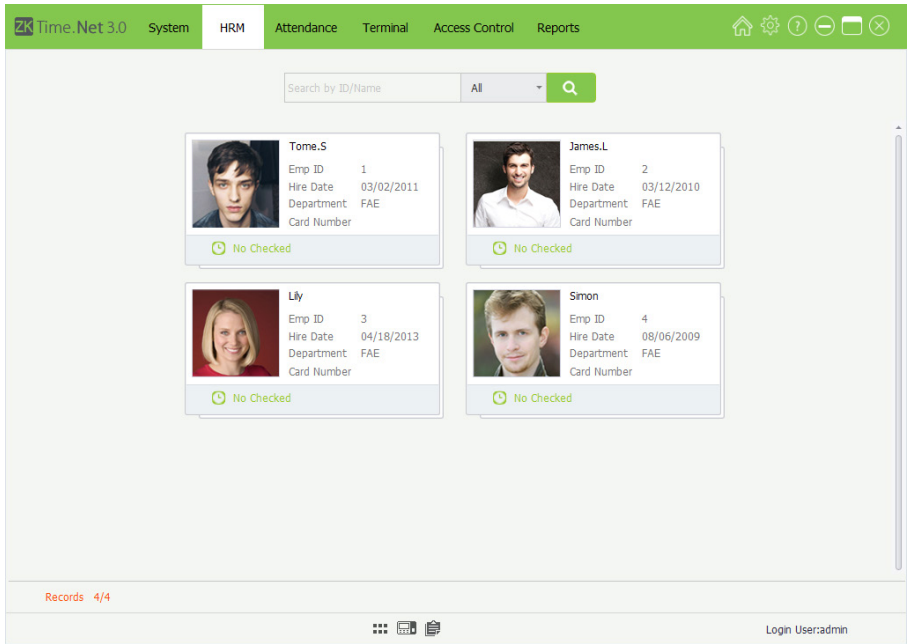 ZK Time.Net 3.0 System HRM Attendance Terminal Access Control Reports
Search by ID/Name All
Tome.S
Emp ID 1
Hire Date 03/02/2011
Department FAE
Card Number
No Checked
James.L
Emp ID 2
Hire Date 03/12/2010
Department FAE
Card Number
No Checked
Lily
Emp ID 3
Hire Date 04/18/2013
Department FAE
Card Number
No Checked
Simon
Emp ID 4
Hire Date 08/06/2009
Department FAE
Card Number
No Checked
Records 4/4
Login User:admin